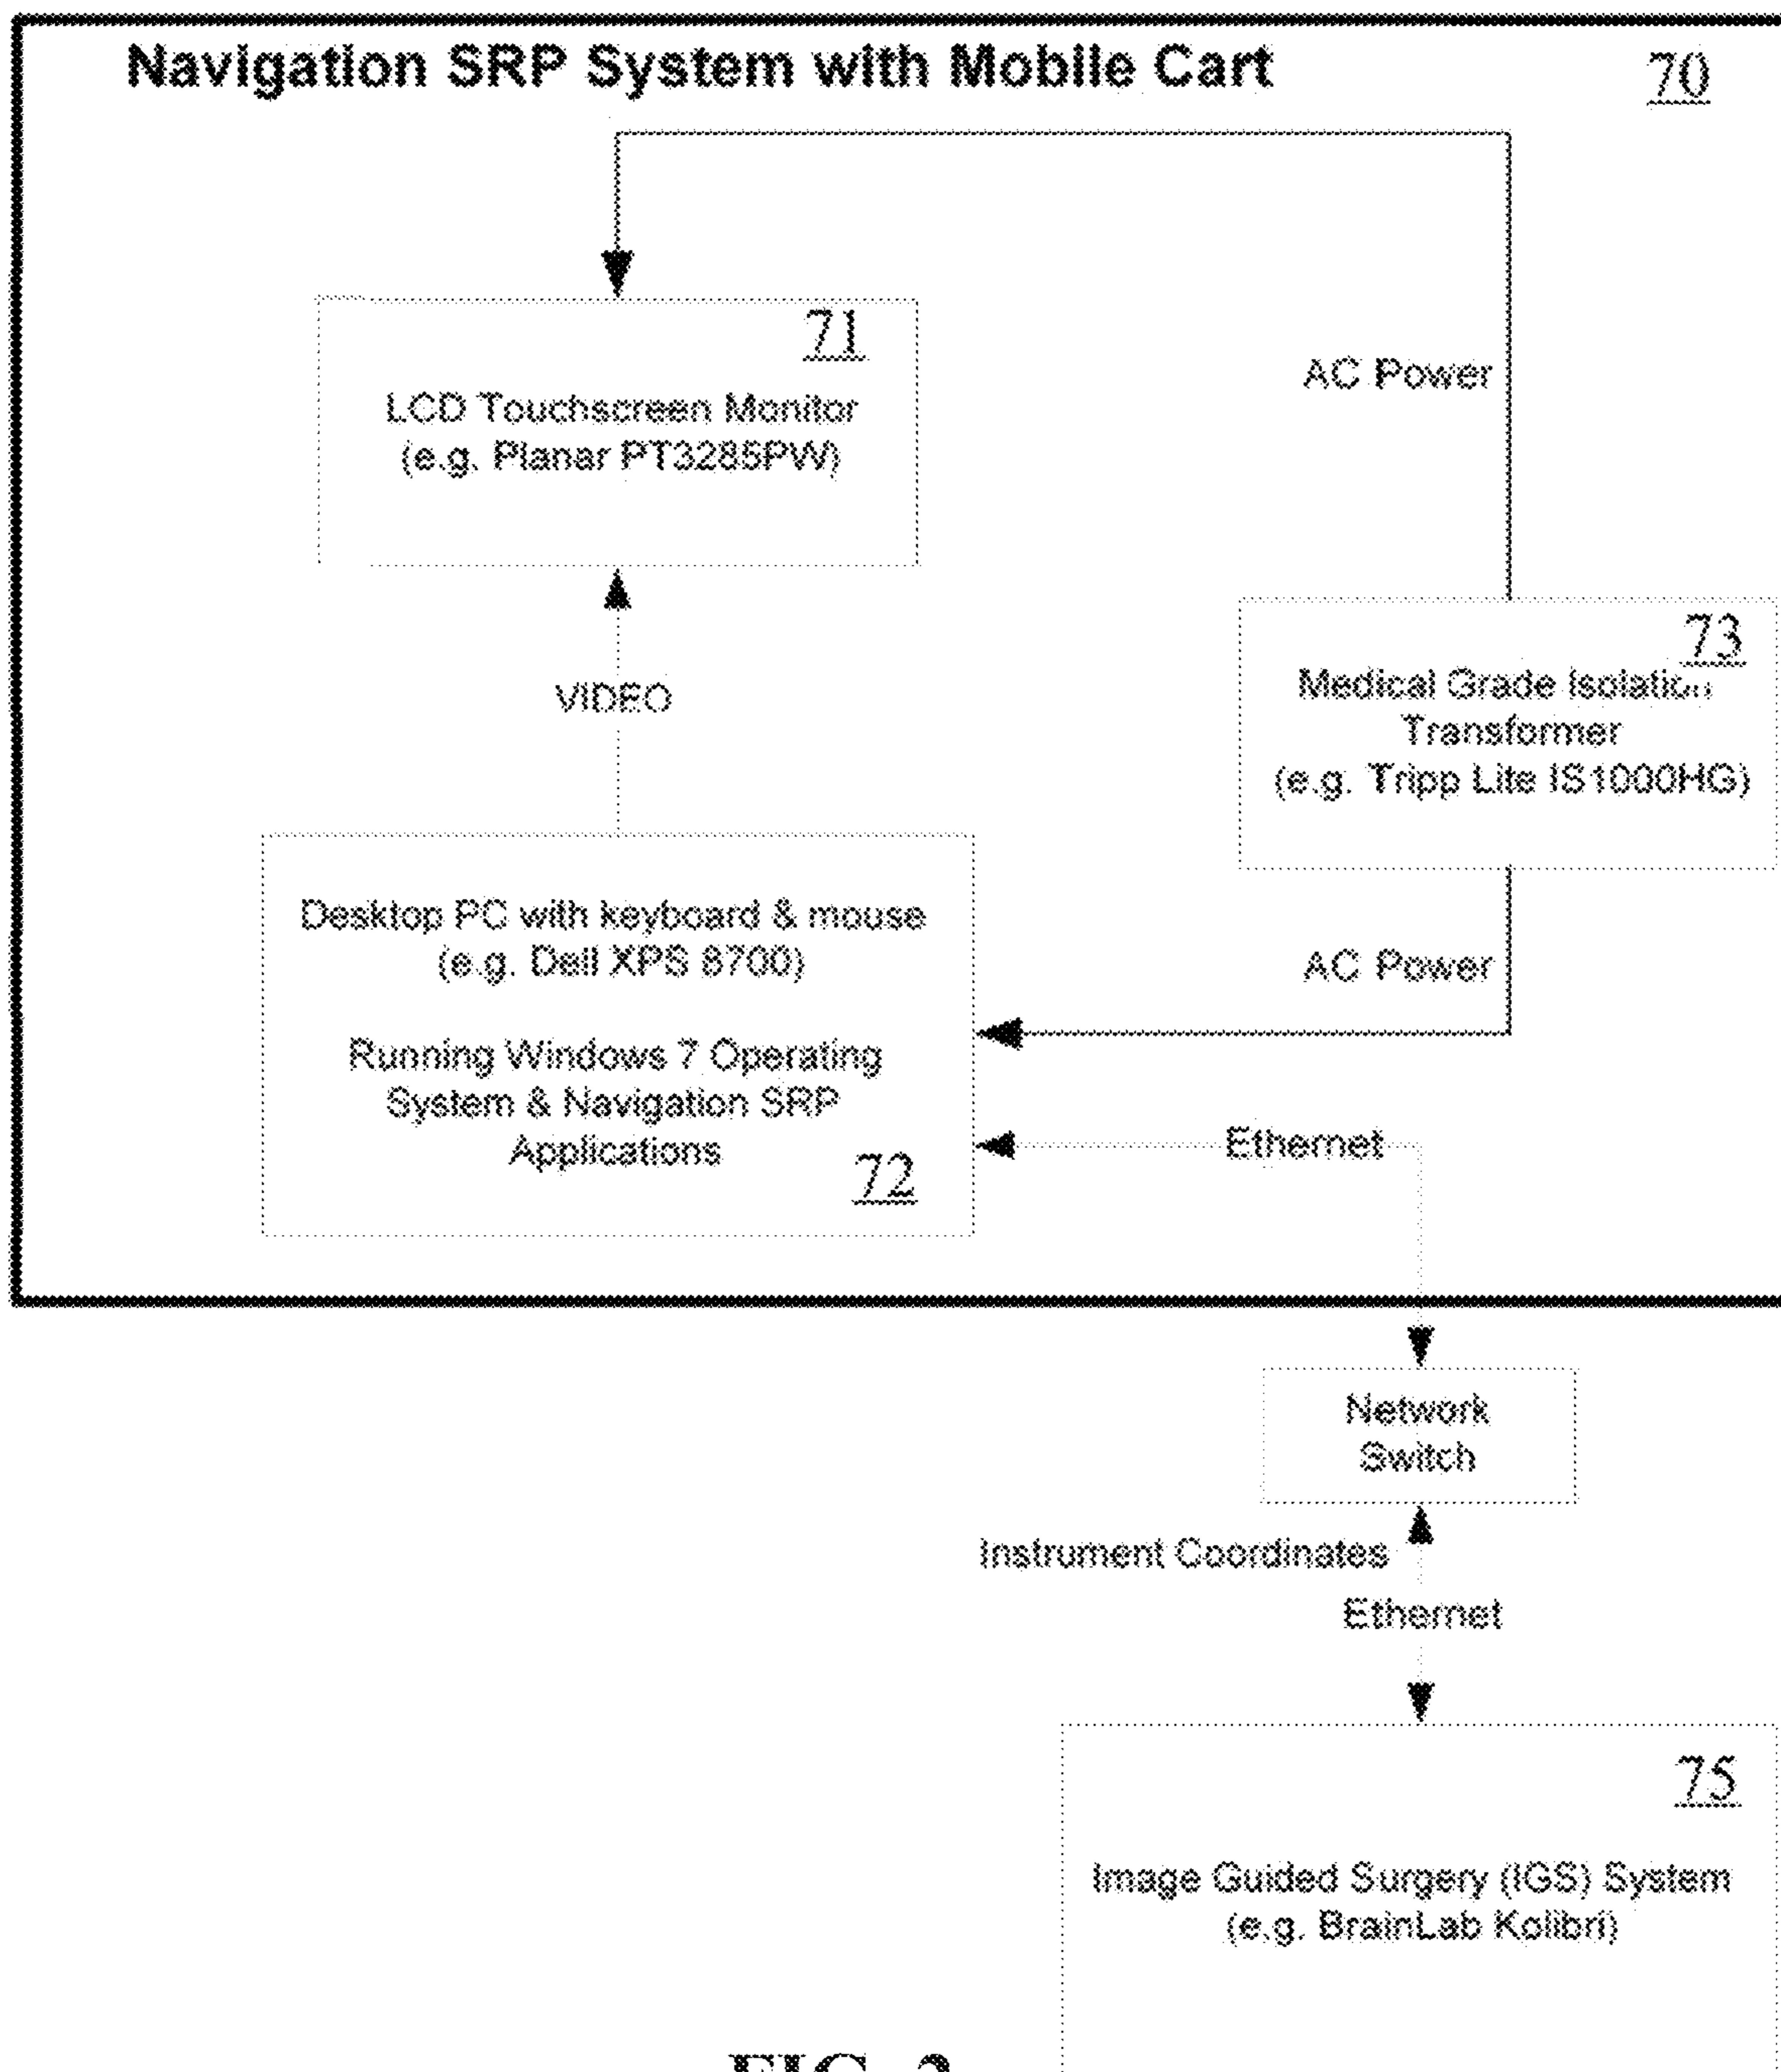 Navigation SRP System with Mobile Cart
70
71
LCD Touchscreen Monitor
(e.g. Planar PT3285PW)
AC Power
73
Medical Grade Isolation
Transformer
(e.g. Tripp Lite IS1000HG)
VIDEO
Desktop PC with keyboard & mouse
(e.g. Dell XPS 8700)
AC Power
Running Windows 7 Operating
System & Navigation SRP
Applications
72
Ethernet
Network
Switch
Instrument Coordinates
Ethernet
75
Image Guided Surgery (IGS) System
(e.g. BrainLab Kolibri)